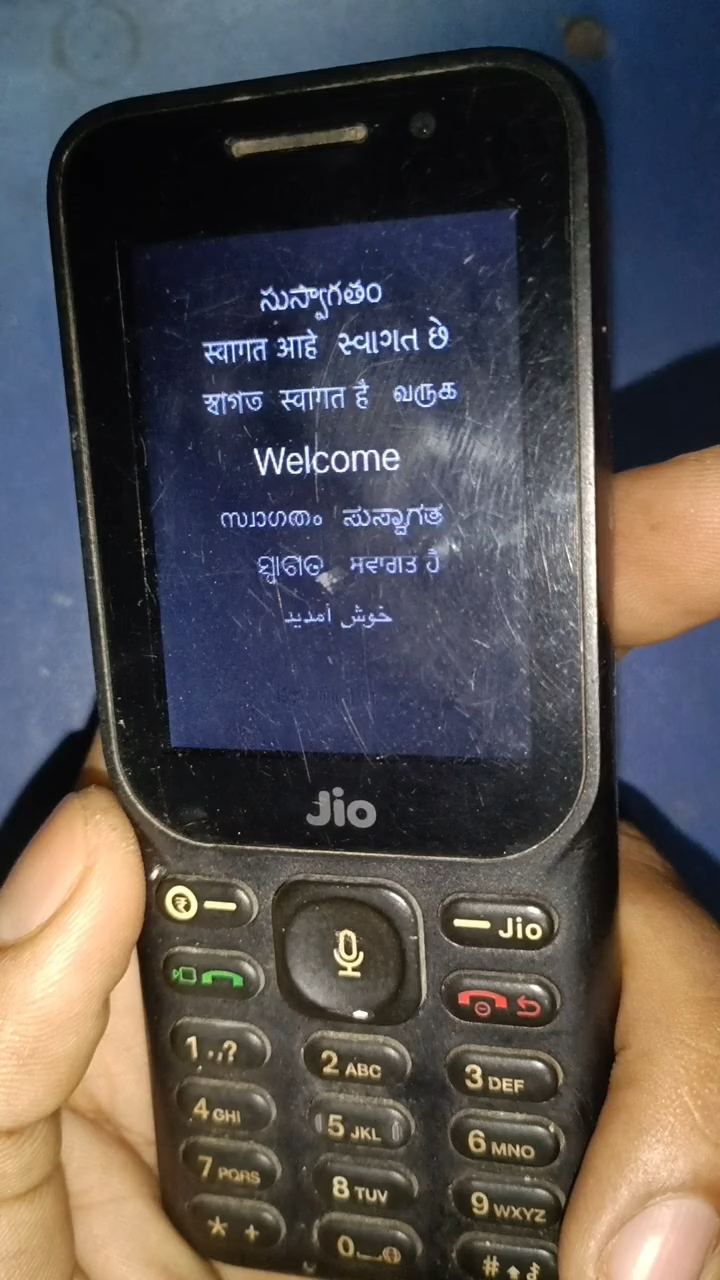 సుస్వాగతం
स्वागत आहे સ્વાગત છે
স্বাগত स्वागत है வருக
Welcome
സ്വാഗതം ಸುಸ್ವಾಗತ
ସ୍ଵାଗତ ਸਵਾਗਤ ਹੈ
خوش آمدید
Jio
₹ —
— Jio
1 .,?
2 ABC
3 DEF
4 GHI
5 JKL
6 MNO
7 PQRS
8 TUV
9 WXYZ
* +
0
#